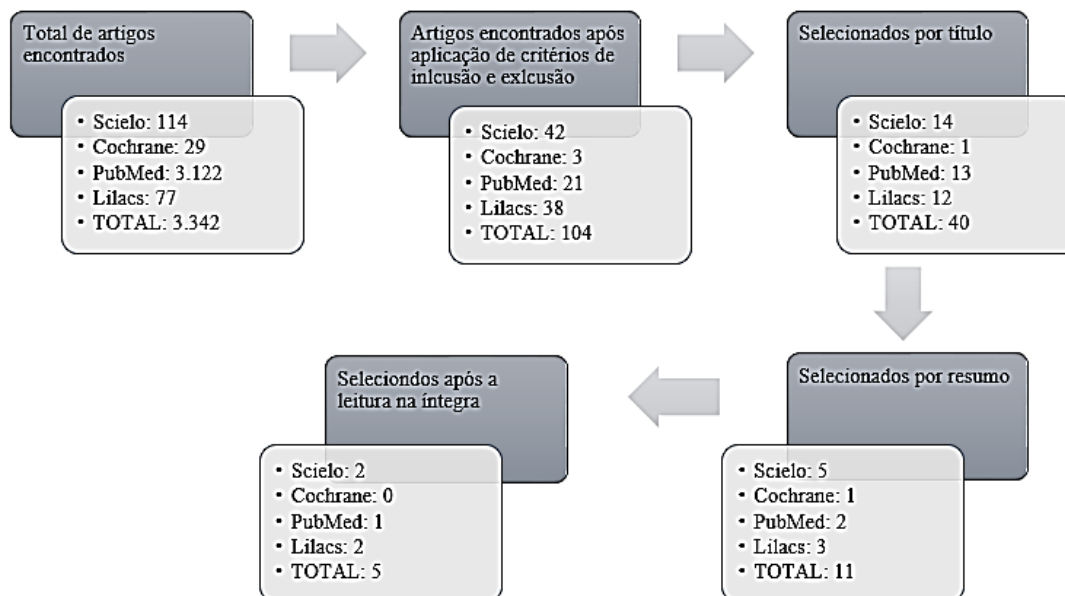 Total de artigos
encontrados
• Scielo: 114
• Cochrane: 29
• PubMed: 3.122
• Lilacs: 77
• TOTAL: 3.342
Artigos encontrados após
aplicação de critérios de
inlcusão e exlcusão
• Scielo: 42
• Cochrane: 3
• PubMed: 21
• Lilacs: 38
• TOTAL: 104
Selecionados por título
• Scielo: 14
• Cochrane: 1
• PubMed: 13
• Lilacs: 12
• TOTAL: 40
Selecionados por resumo
• Scielo: 5
• Cochrane: 1
• PubMed: 2
• Lilacs: 3
• TOTAL: 11
Seleciondos após a
leitura na íntegra
• Scielo: 2
• Cochrane: 0
• PubMed: 1
• Lilacs: 2
• TOTAL: 5